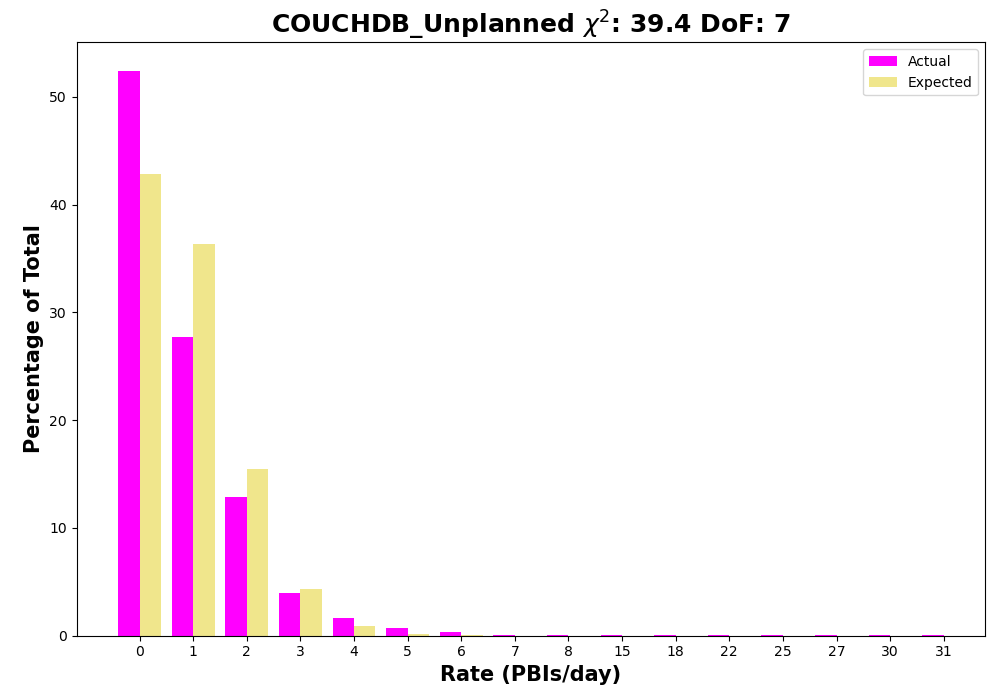 COUCHDB_Unplanned χ²: 39.4 DoF: 7
Actual
Expected
Percentage of Total
50
40
30
20
10
0
0 1 2 3 4 5 6 7 8 15 18 22 25 27 30 31
Rate (PBIs/day)